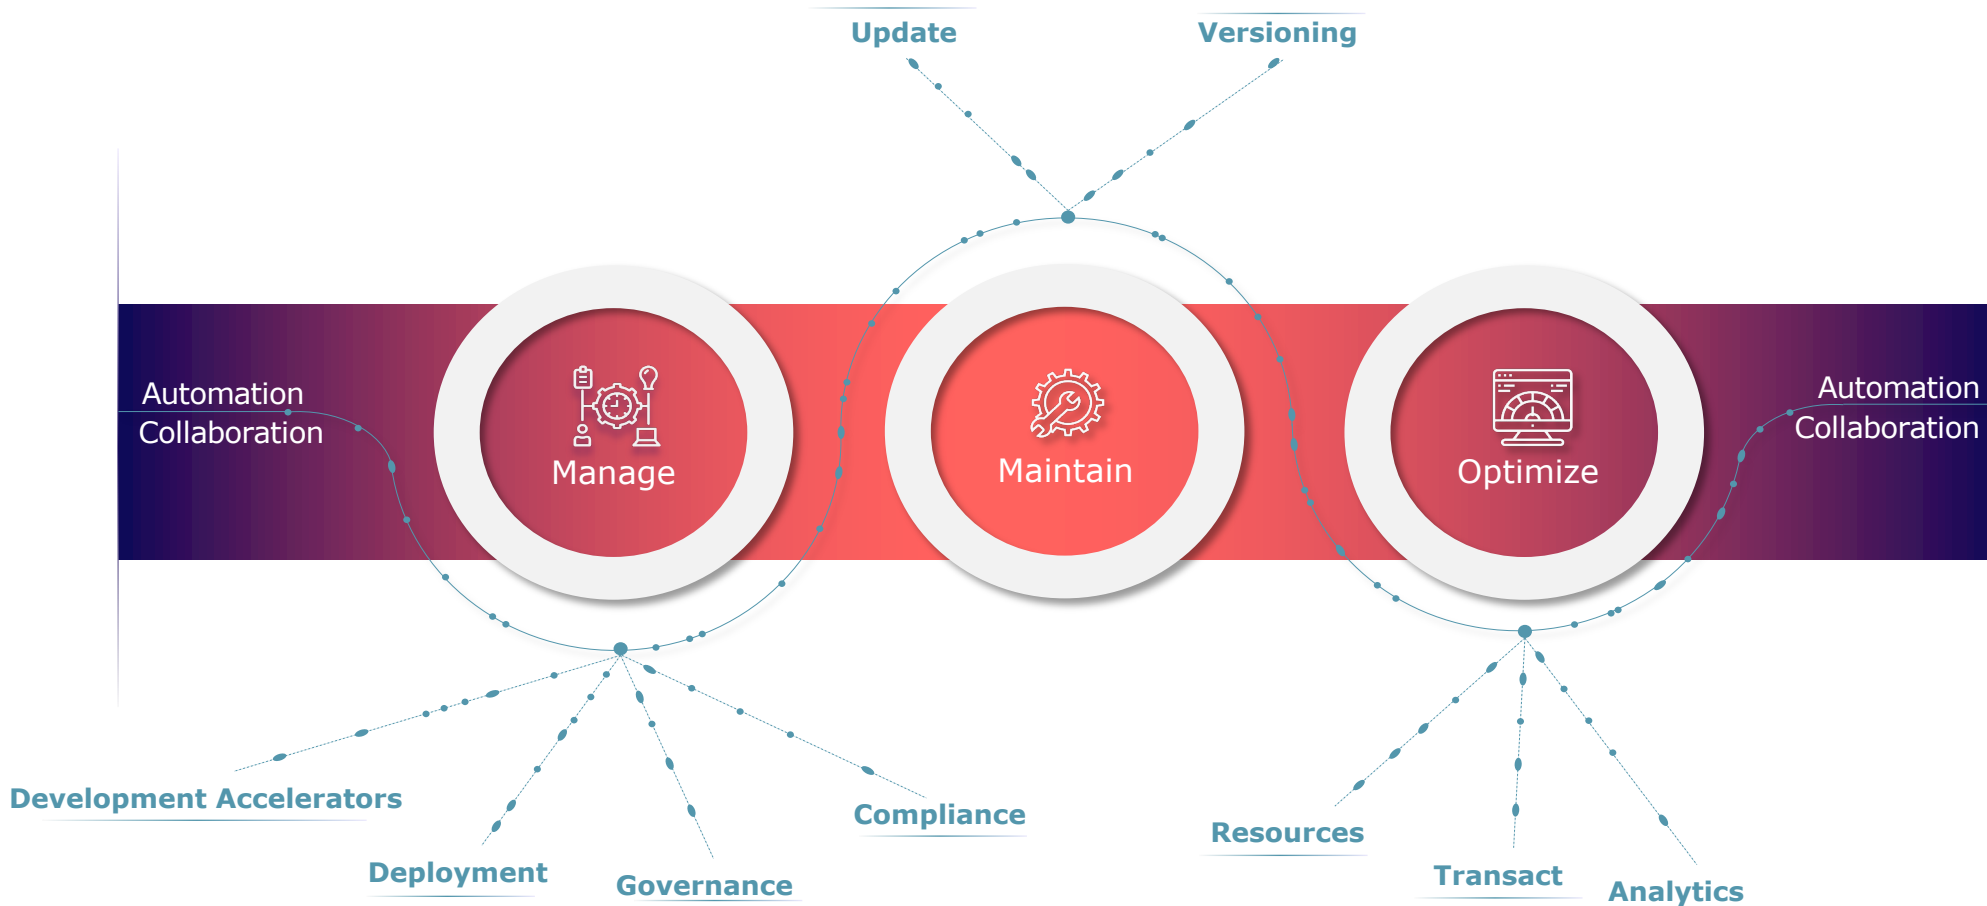 Update
Versioning
Automation
Collaboration
Manage
Maintain
Optimize
Automation
Collaboration
Development Accelerators
Deployment
Governance
Compliance
Resources
Transact
Analytics